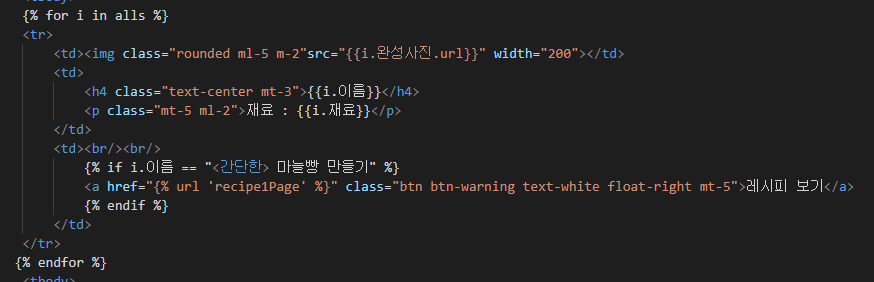 {% for i in alls %}
<tr>
<td><img class="rounded ml-5 m-2"src="{{i.완성사진.url}}" width="200"></td>
<td>
<h4 class="text-center mt-3">{{i.이름}}</h4>
<p class="mt-5 ml-2">재료 : {{i.재료}}</p>
</td>
<td><br/><br/>
{% if i.이름 == "<간단한> 마늘빵 만들기" %}
<a href="{% url 'recipe1Page' %}" class="btn btn-warning text-white float-right mt-5">레시피 보기</a>
{% endif %}
</td>
</tr>
{% endfor %}
<tbody>